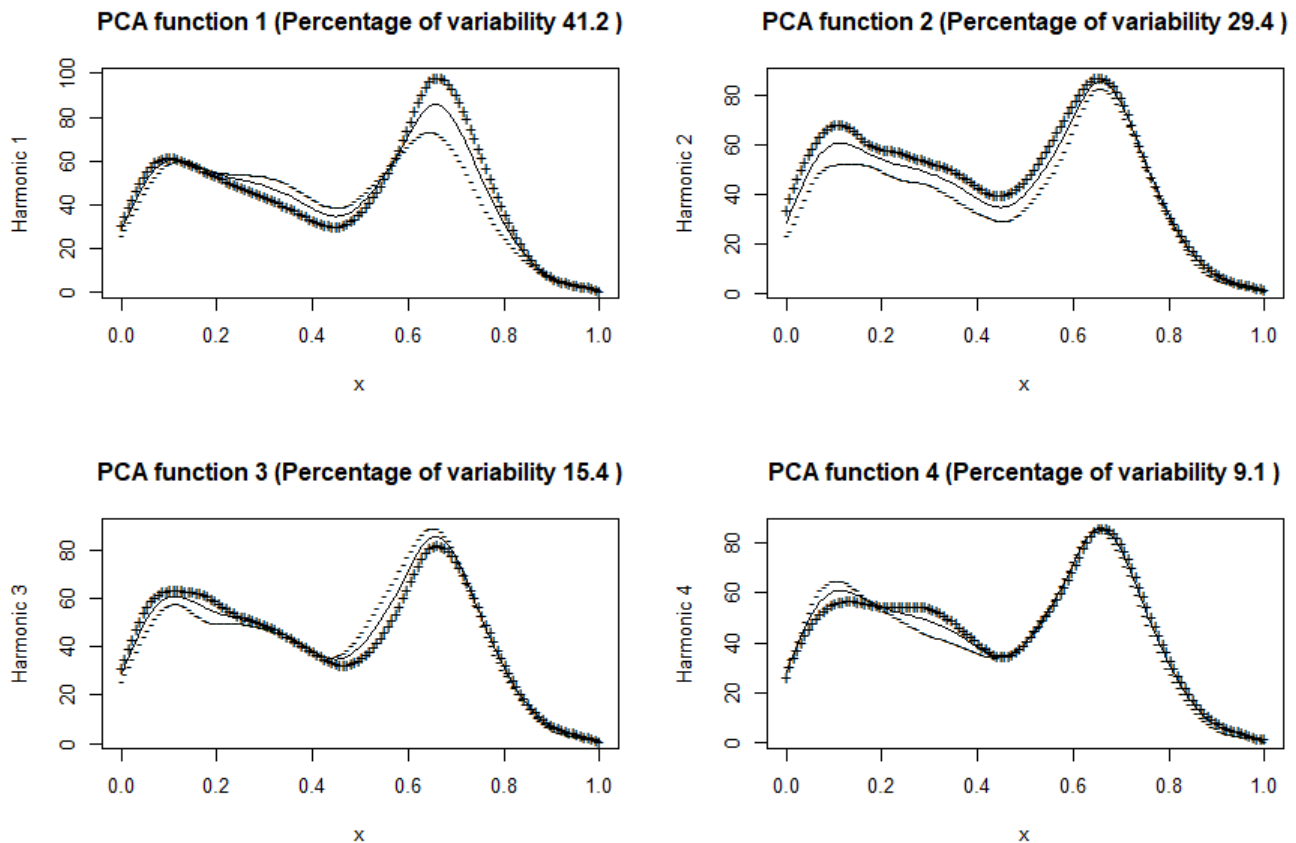 PCA function 1 (Percentage of variability 41.2 )
Harmonic 1
100
80
60
40
20
0
0.0 0.2 0.4 0.6 0.8 1.0
x
PCA function 2 (Percentage of variability 29.4 )
Harmonic 2
80
60
40
20
0
0.0 0.2 0.4 0.6 0.8 1.0
x
PCA function 3 (Percentage of variability 15.4 )
Harmonic 3
80
60
40
20
0
0.0 0.2 0.4 0.6 0.8 1.0
x
PCA function 4 (Percentage of variability 9.1 )
Harmonic 4
80
60
40
20
0
0.0 0.2 0.4 0.6 0.8 1.0
x